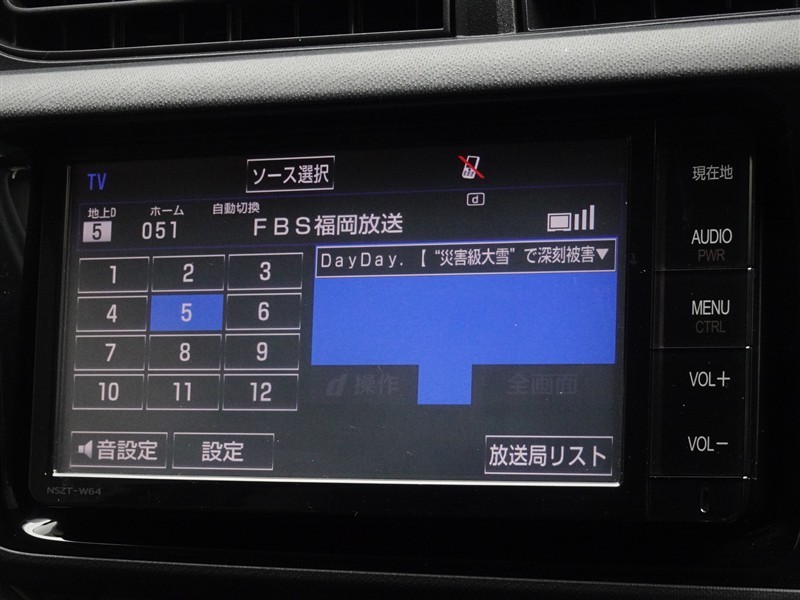 TV
ソース選択
地上D
ホーム
自動切換
d
5
051
FBS福岡放送
DayDay.【“災害級大雪”で深刻被害▼
1
2
3
4
5
6
7
8
9
10
11
12
d 操作
全画面
音設定
設定
放送局リスト
NSZT-W64
現在地
AUDIO
PWR
MENU
CTRL
VOL+
VOL−